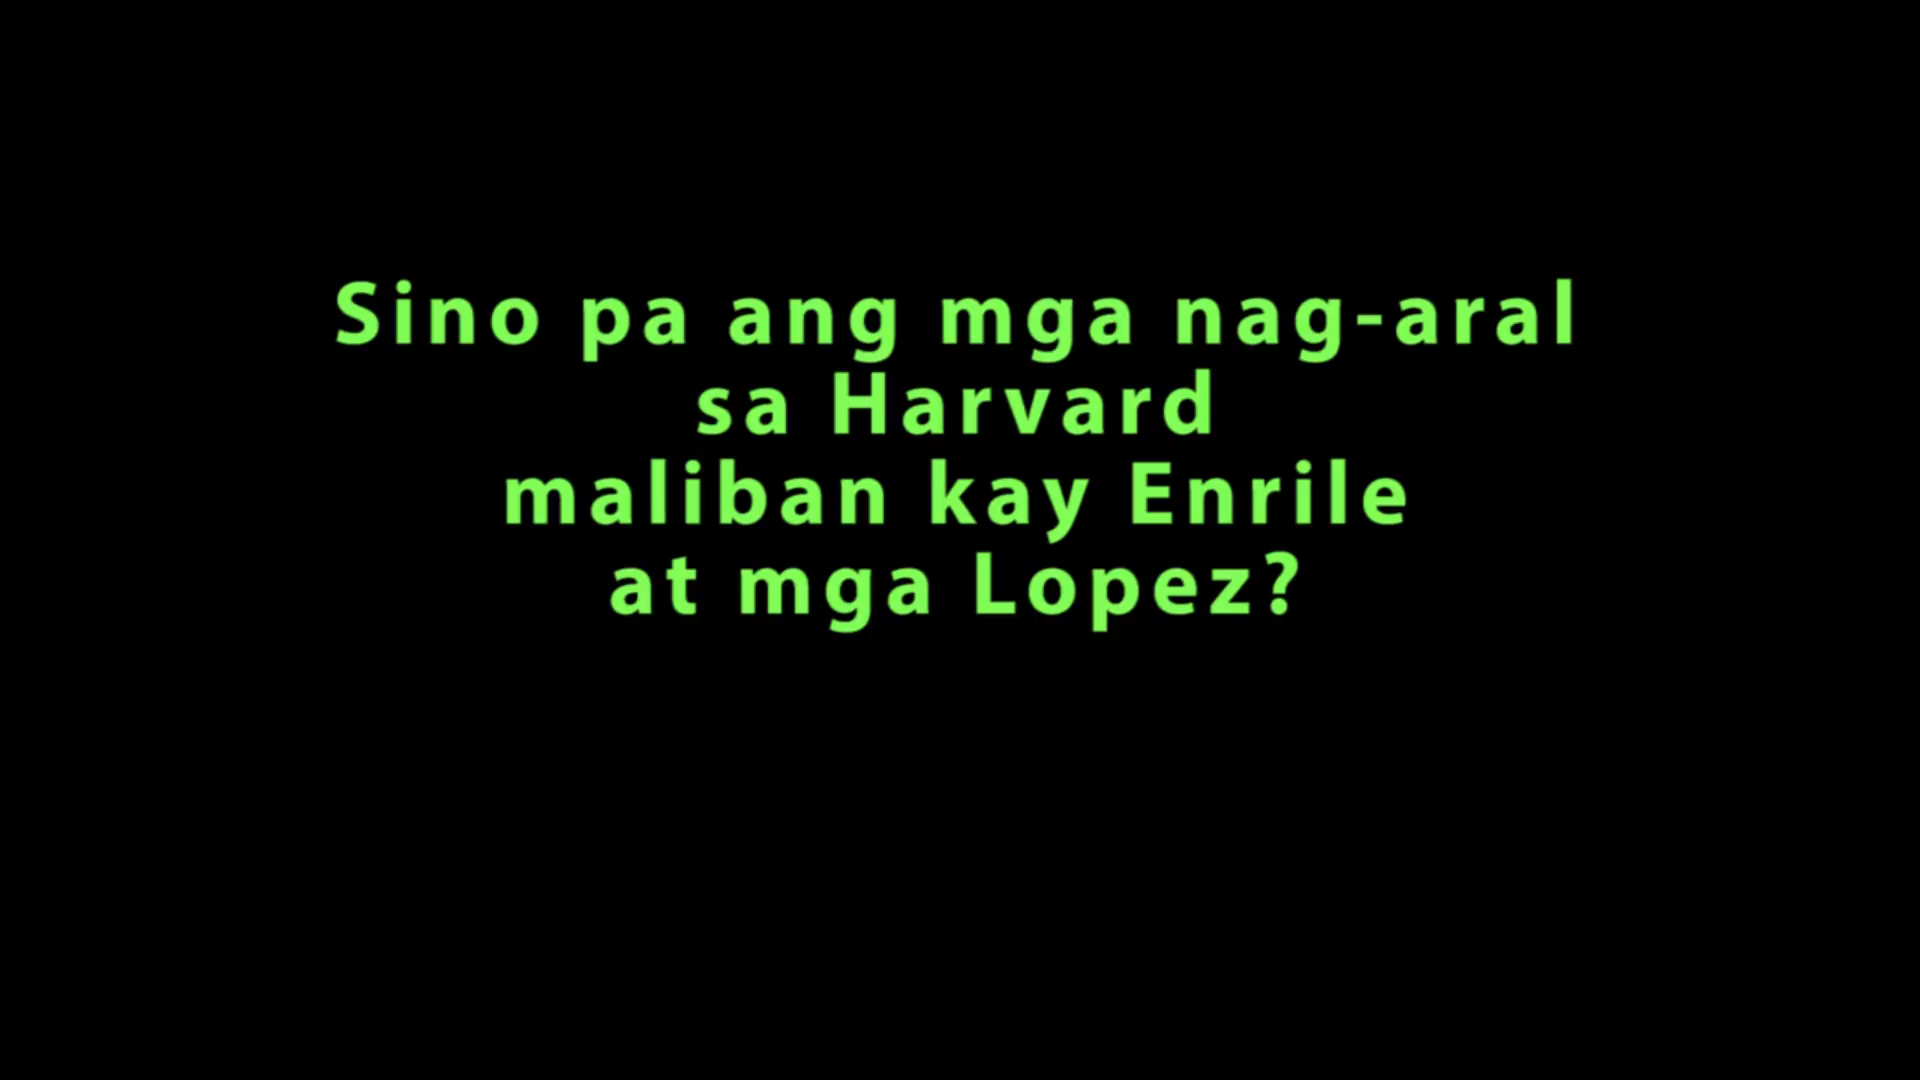 Sino pa ang mga nag-aral
sa Harvard
maliban kay Enrile
at mga Lopez?